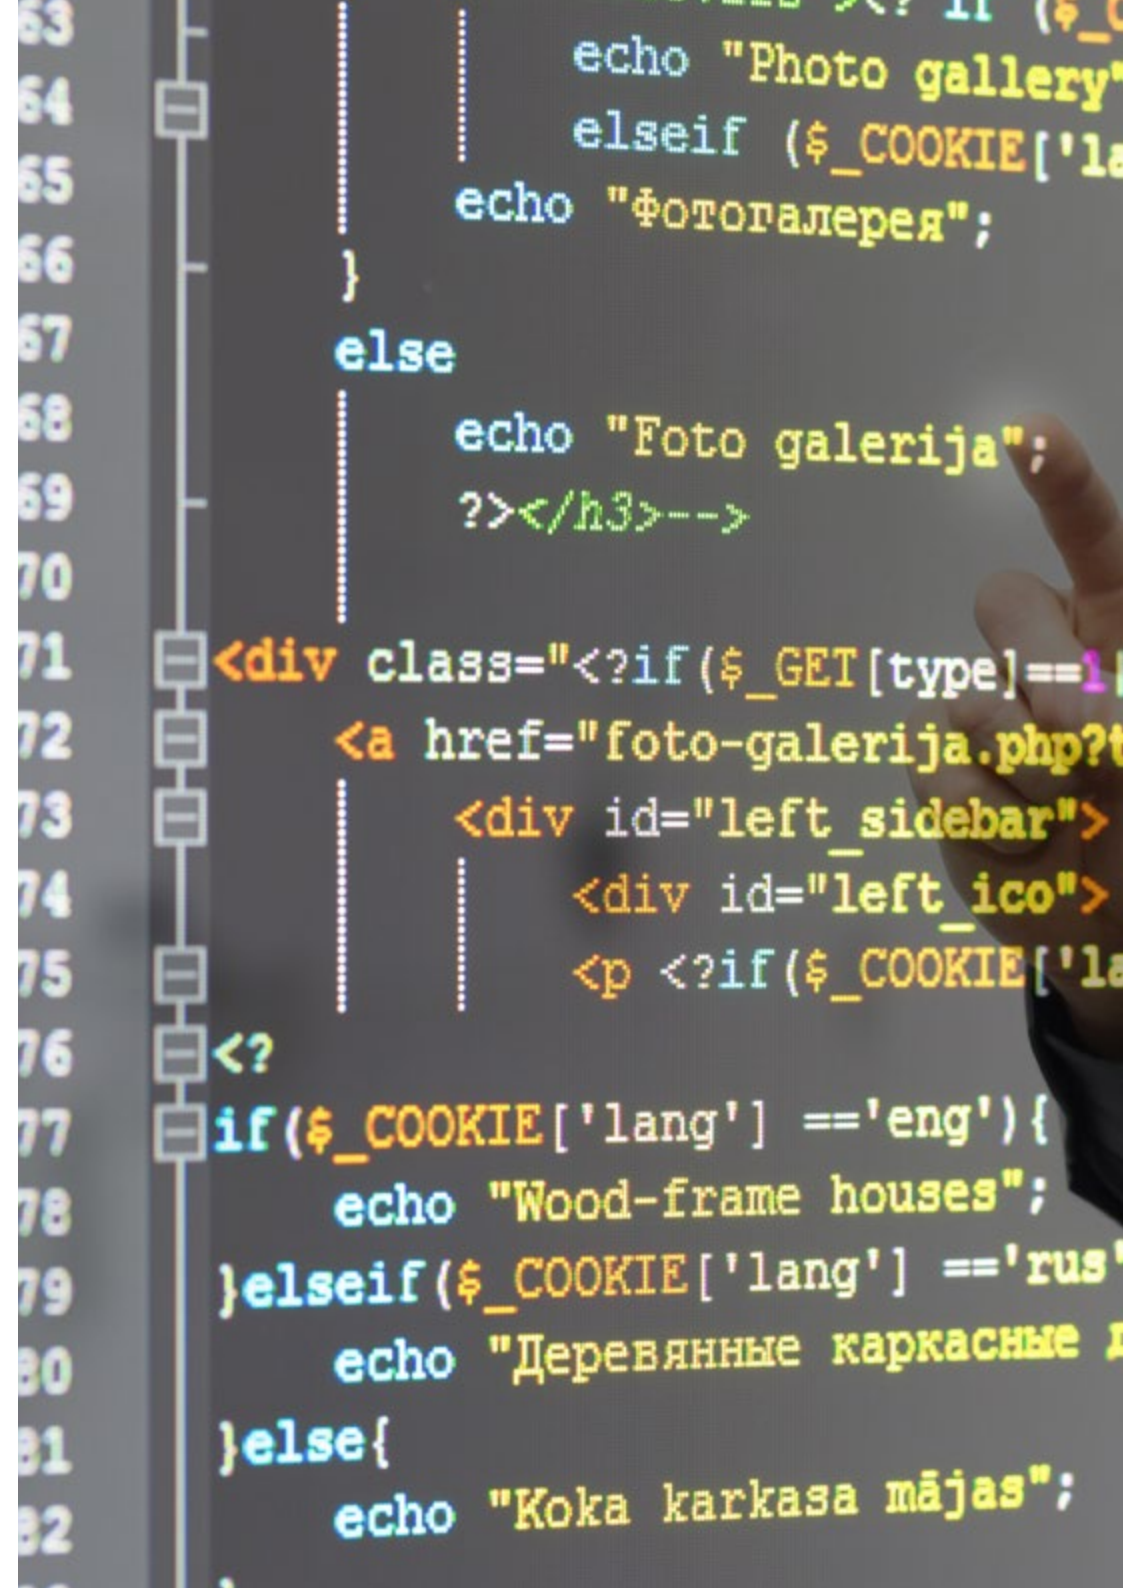 63 if ($_C
64 echo "Photo gallery"
elseif ($_COOKIE['la
65 echo "Фотогалерея";
66 }
67 else
68 echo "Foto galerija";
69 ?></h3>-->
70
71 <div class="<?if($_GET[type]==1
72 <a href="foto-galerija.php?t
73 <div id="left_sidebar">
74 <div id="left_ico">
75 <p <?if($_COOKIE['la
76 <?
77 if($_COOKIE['lang'] =='eng'){
78 echo "Wood-frame houses";
79 }elseif($_COOKIE['lang'] =='rus'
80 echo "Деревянные каркасные
81 }else{
82 echo "Koka karkasa mājas";